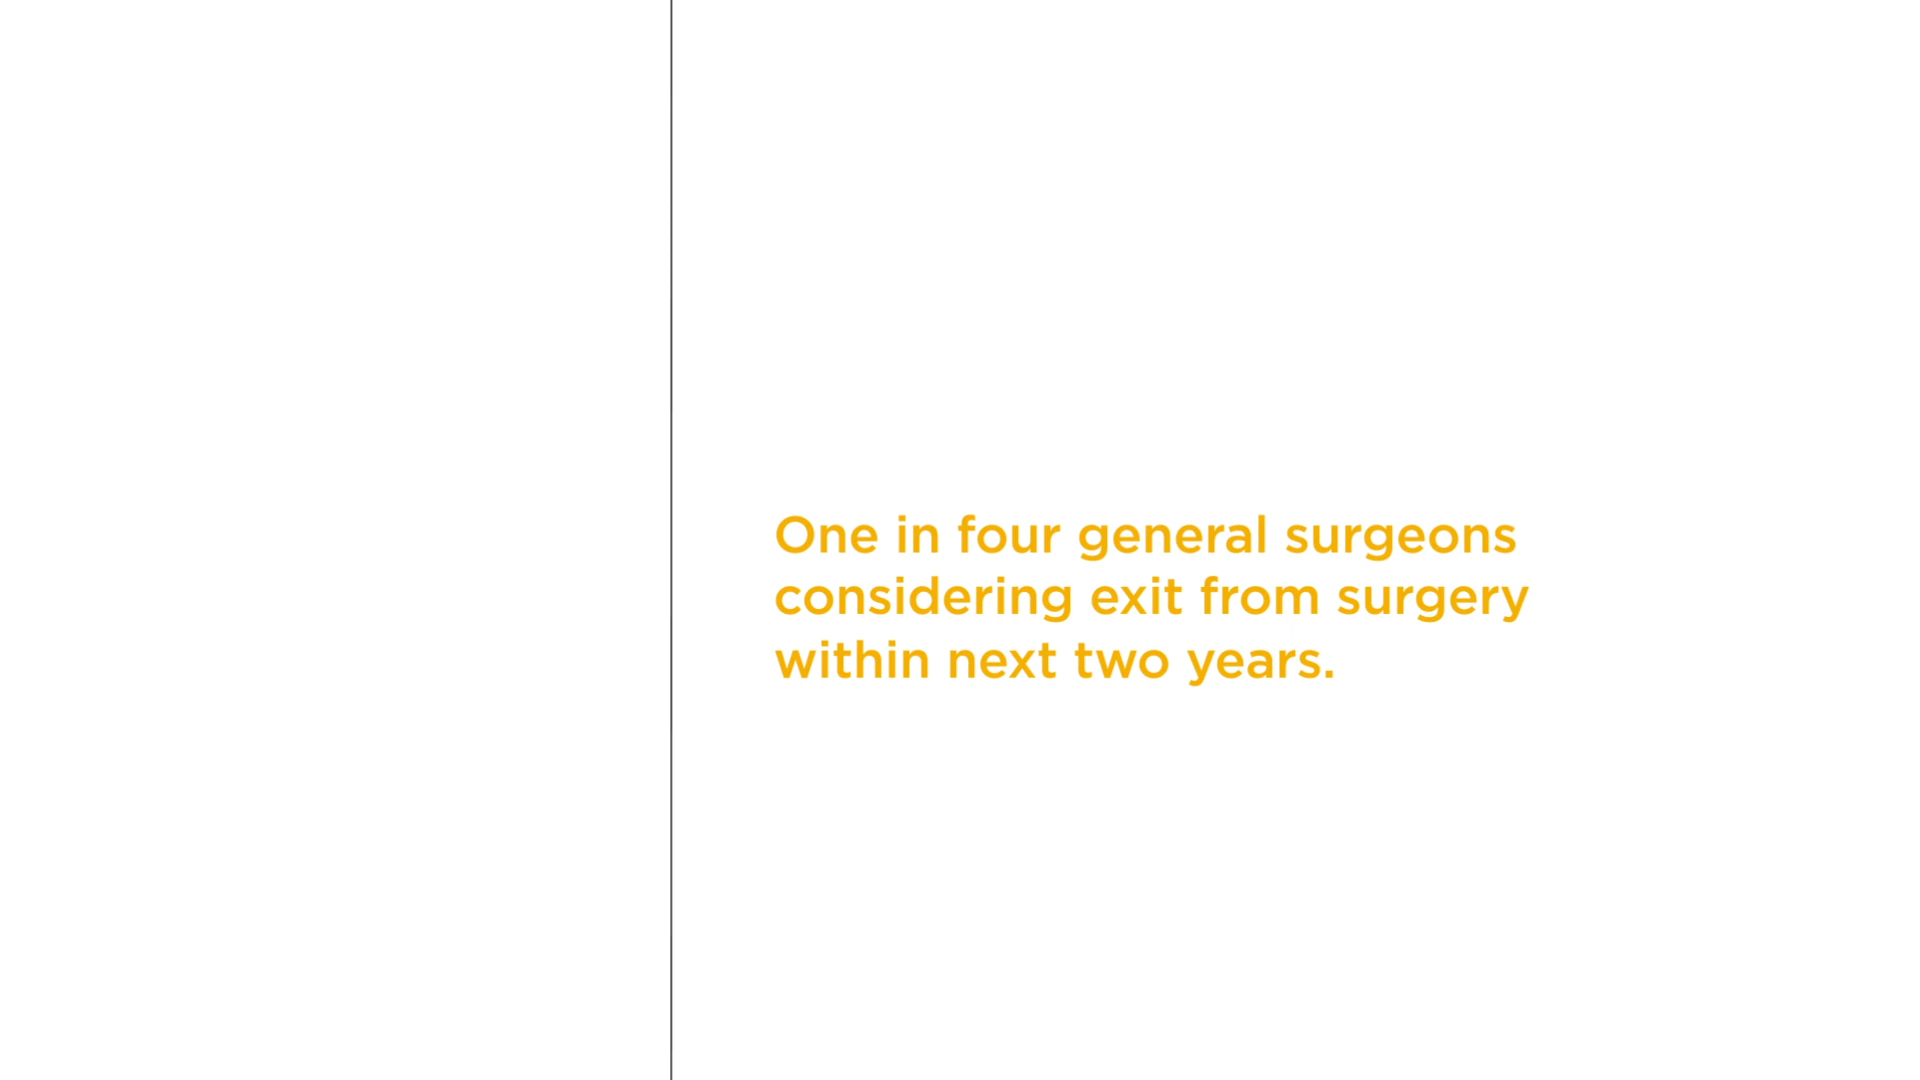 One in four general surgeons
considering exit from surgery
within next two years.